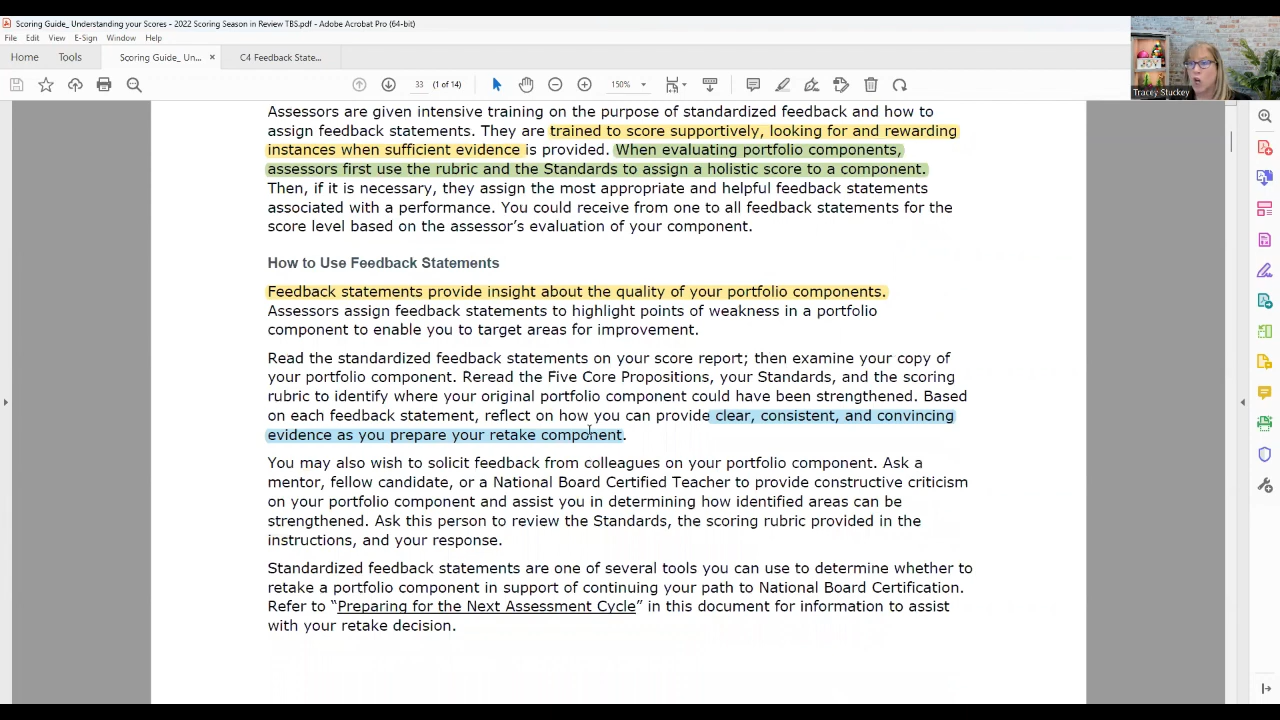 Scoring Guide_ Understanding your Scores - 2022 Scoring Season in Review TBS.pdf - Adobe Acrobat Pro (64-bit)
File Edit View E-Sign Window Help
Home Tools Scoring Guide_ Un... × C4 Feedback State...
33 (1 of 14) 150%
Tracey Stuckey
Assessors are given intensive training on the purpose of standardized feedback and how to
assign feedback statements. They are trained to score supportively, looking for and rewarding
instances when sufficient evidence is provided. When evaluating portfolio components,
assessors first use the rubric and the Standards to assign a holistic score to a component.
Then, if it is necessary, they assign the most appropriate and helpful feedback statements
associated with a performance. You could receive from one to all feedback statements for the
score level based on the assessor's evaluation of your component.
How to Use Feedback Statements
Feedback statements provide insight about the quality of your portfolio components.
Assessors assign feedback statements to highlight points of weakness in a portfolio
component to enable you to target areas for improvement.
Read the standardized feedback statements on your score report; then examine your copy of
your portfolio component. Reread the Five Core Propositions, your Standards, and the scoring
rubric to identify where your original portfolio component could have been strengthened. Based
on each feedback statement, reflect on how you can provide clear, consistent, and convincing
evidence as you prepare your retake component.
You may also wish to solicit feedback from colleagues on your portfolio component. Ask a
mentor, fellow candidate, or a National Board Certified Teacher to provide constructive criticism
on your portfolio component and assist you in determining how identified areas can be
strengthened. Ask this person to review the Standards, the scoring rubric provided in the
instructions, and your response.
Standardized feedback statements are one of several tools you can use to determine whether to
retake a portfolio component in support of continuing your path to National Board Certification.
Refer to “Preparing for the Next Assessment Cycle” in this document for information to assist
with your retake decision.